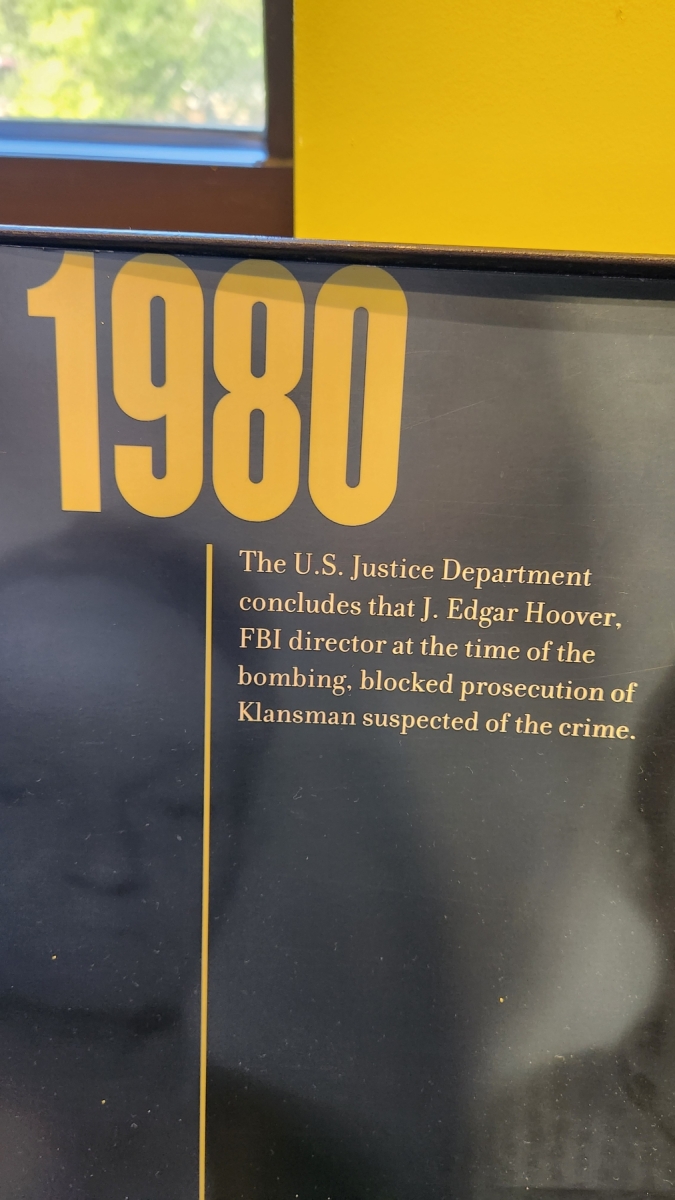 1980
The U.S. Justice Department
concludes that J. Edgar Hoover,
FBI director at the time of the
bombing, blocked prosecution of
Klansman suspected of the crime.